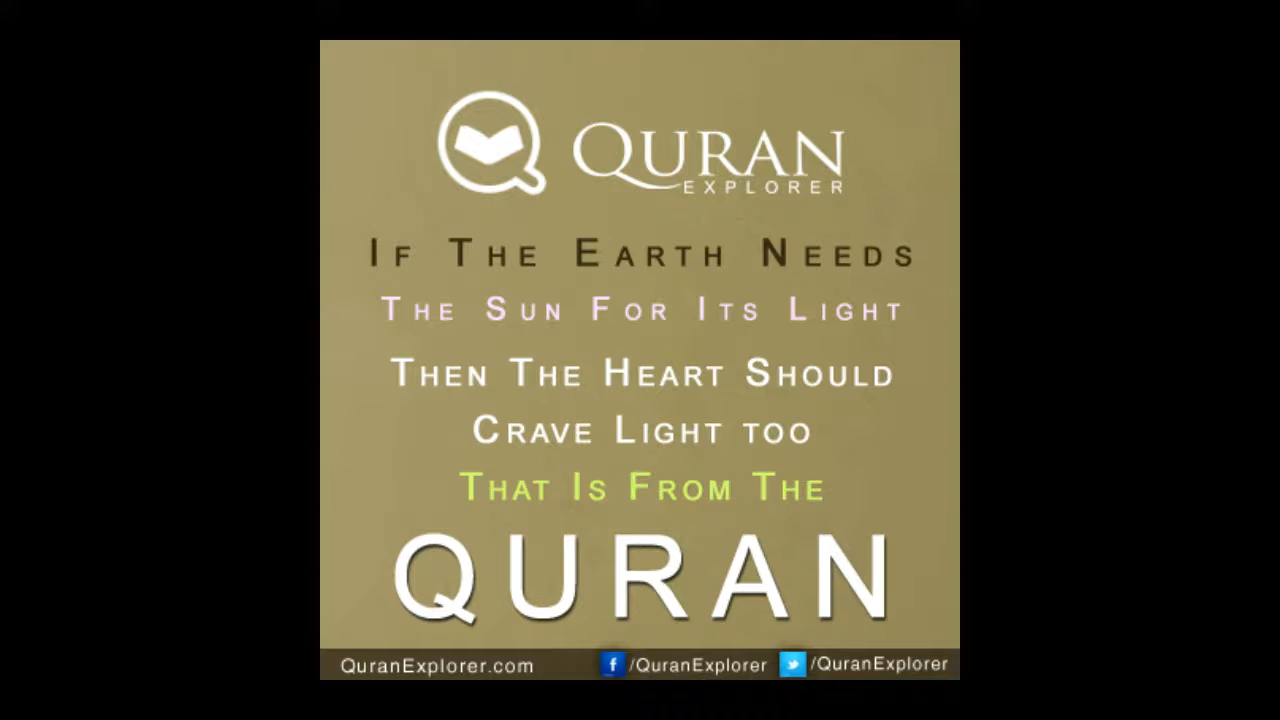 QURAN
EXPLORER
IF THE EARTH NEEDS
THE SUN FOR ITS LIGHT
THEN THE HEART SHOULD
CRAVE LIGHT TOO
THAT IS FROM THE
QURAN
QuranExplorer.com f /QuranExplorer /QuranExplorer